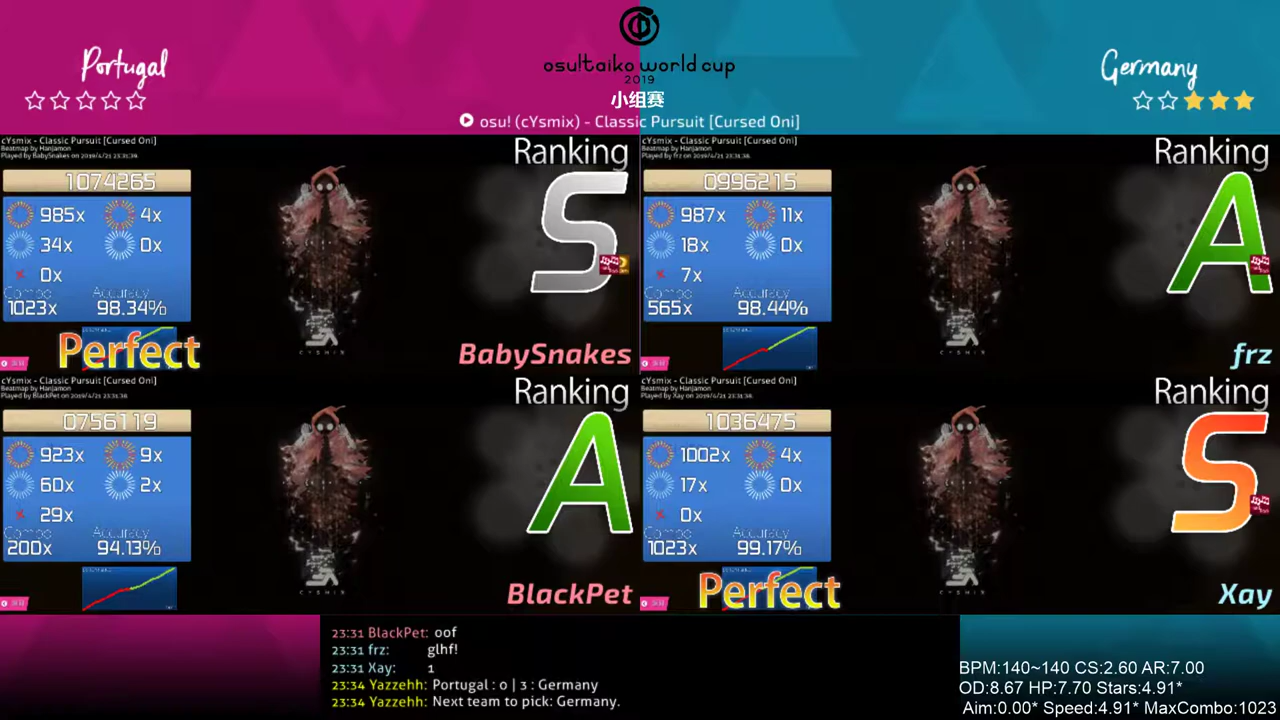 Portugal
osu!taiko world cup
2019
小组赛
Germany
osu! (cYsmix) - Classic Pursuit [Cursed Oni]
cYsmix - Classic Pursuit [Cursed Oni]
Beatmap by Hanjamon
Played by BabySnakes on 2019/4/21 23:31:39.
Ranking
1074265
985x 4x
34x 0x
0x
Combo Accuracy
1023x 98.34%
Perfect
BabySnakes
CYSMIX
cYsmix - Classic Pursuit [Cursed Oni]
Beatmap by Hanjamon
Played by frz on 2019/4/21 23:31:38.
Ranking
0996215
987x 11x
18x 0x
7x
Combo Accuracy
565x 98.44%
A
frz
CYSMIX
cYsmix - Classic Pursuit [Cursed Oni]
Beatmap by Hanjamon
Played by BlackPet on 2019/4/21 23:31:38.
Ranking
0756119
923x 9x
60x 2x
29x
Combo Accuracy
200x 94.13%
A
BlackPet
CYSMIX
cYsmix - Classic Pursuit [Cursed Oni]
Beatmap by Hanjamon
Played by Xay on 2019/4/21 23:31:38.
Ranking
1036475
1002x 4x
17x 0x
0x
Combo Accuracy
1023x 99.17%
Perfect
S
Xay
CYSMIX
23:31 BlackPet: oof
23:31 frz: glhf!
23:31 Xay: 1
23:34 Yazzehh: Portugal : 0 | 3 : Germany
23:34 Yazzehh: Next team to pick: Germany.
BPM:140~140 CS:2.60 AR:7.00
OD:8.67 HP:7.70 Stars:4.91*
Aim:0.00* Speed:4.91* MaxCombo:1023